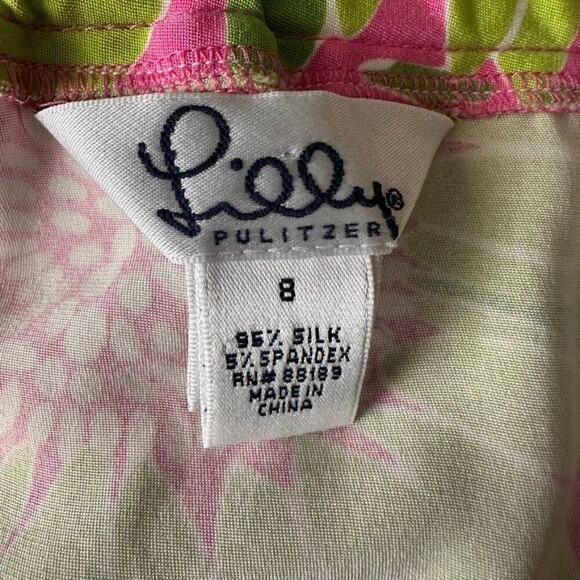 Lilly®
PULITZER
8
95% SILK
5% SPANDEX
RN# 88189
MADE IN
CHINA